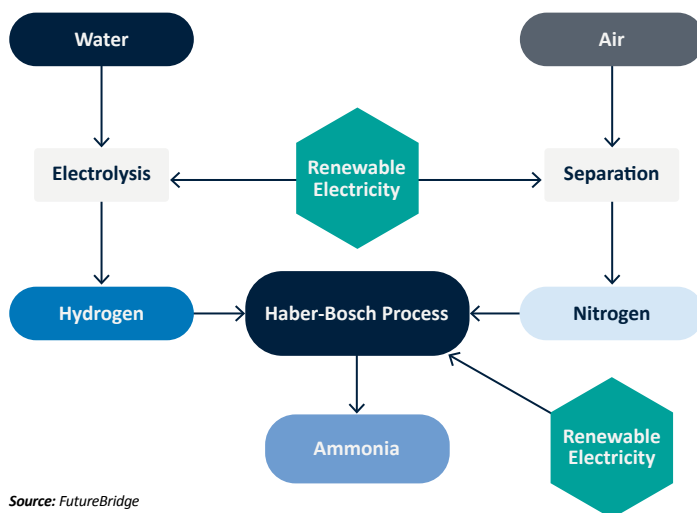 Water
Air
Renewable
Electricity
Electrolysis
Separation
Hydrogen
Haber-Bosch Process
Nitrogen
Ammonia
Renewable
Electricity
Source: FutureBridge